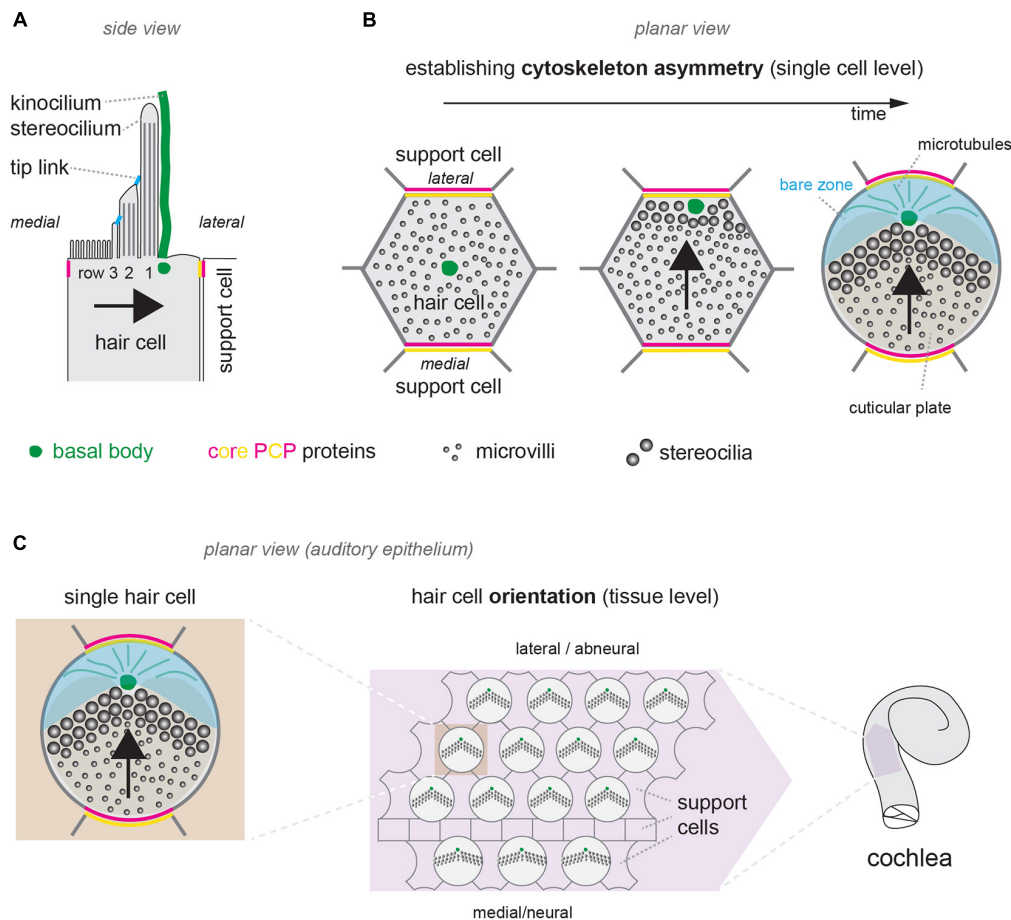 A
side view
kinocilium
stereocilium
tip link
medial
lateral
row 3 2 1
hair cell
support cell
B
planar view
establishing cytoskeleton asymmetry (single cell level)
time
support cell
lateral
hair cell
medial
support cell
microtubules
bare zone
cuticular plate
basal body
core PCP proteins
microvilli
stereocilia
C
planar view (auditory epithelium)
single hair cell
hair cell orientation (tissue level)
lateral / abneural
support
cells
medial/neural
cochlea